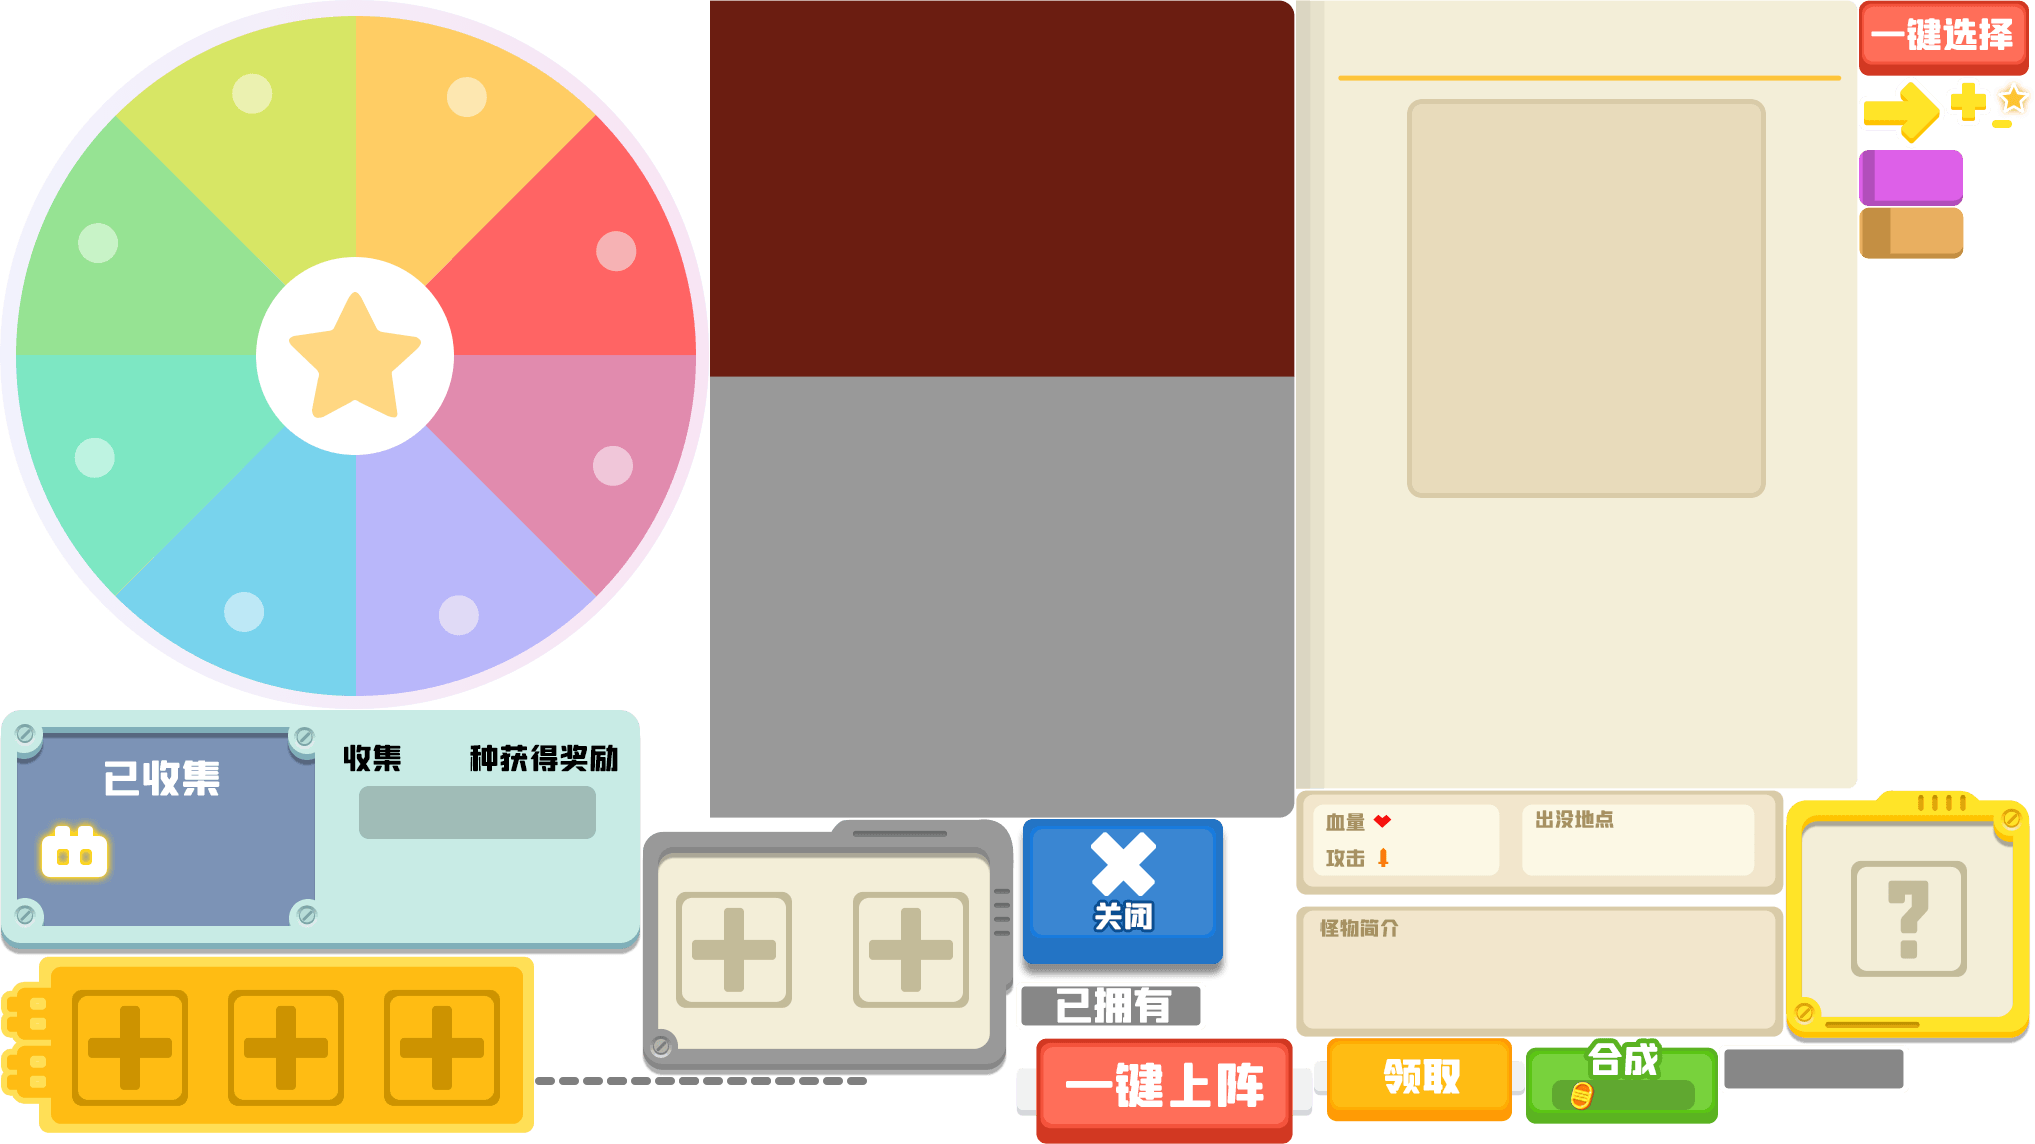 一键选择
已收集
收集 种获得奖励
血量
攻击
出没地点
怪物简介
?
关闭
已拥有
一键上阵
领取
合成